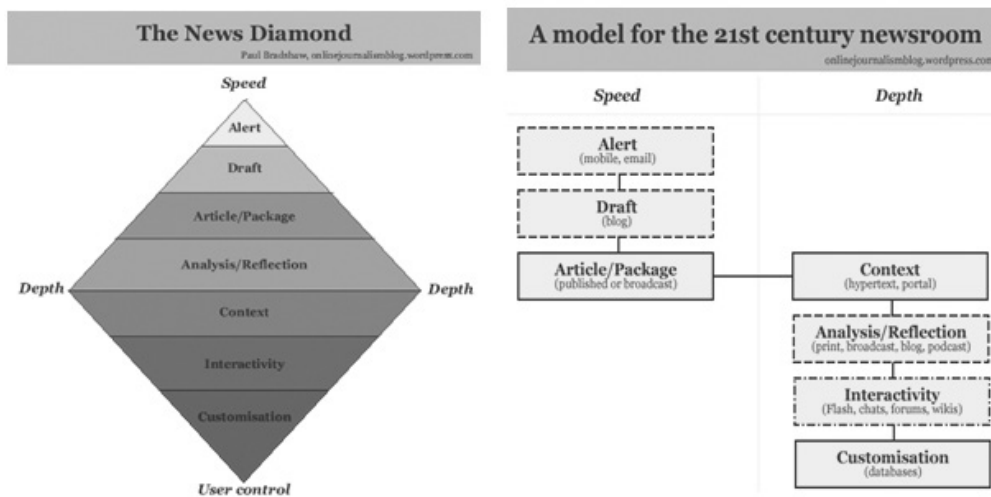 The News Diamond
Paul Bradshaw, onlinejournalismblog.wordpress.com
Speed
Alert
Draft
Article/Package
Analysis/Reflection
Depth
Depth
Context
Interactivity
Customisation
User control
A model for the 21st century newsroom
onlinejournalismblog.wordpress.com
Speed
Depth
Alert
(mobile, email)
Draft
(blog)
Article/Package
(published or broadcast)
Context
(hypertext, portal)
Analysis/Reflection
(print, broadcast, blog, podcast)
Interactivity
(Flash, chats, forums, wikis)
Customisation
(databases)